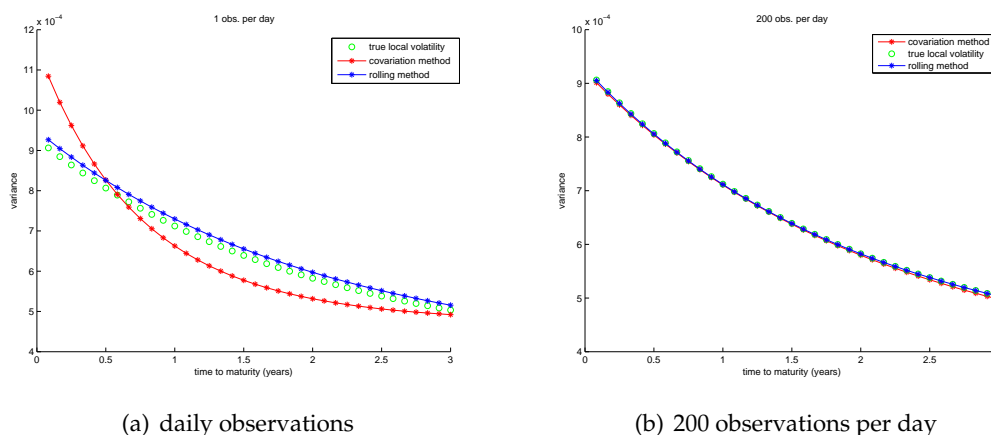 x 10⁻⁴
1 obs. per day
12
11
10
9
8
7
6
5
4
variance
0
0.5
1
1.5
2
2.5
3
time to maturity (years)
true local volatility
covariation method
rolling method
(a) daily observations
x 10⁻⁴
200 obs. per day
10
9
8
7
6
5
4
variance
0
0.5
1
1.5
2
2.5
time to maturity (years)
covariation method
true local volatility
rolling method
(b) 200 observations per day